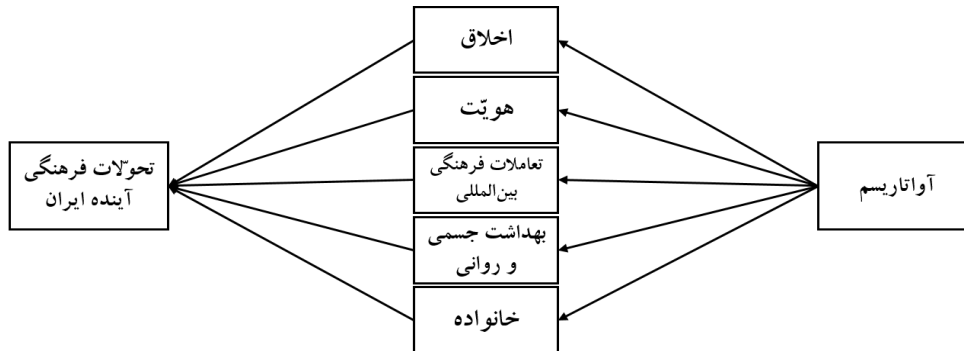 آواتاریسم
اخلاق
هویّت
تعاملات فرهنگی
بین‌المللی
بهداشت جسمی
و روانی
خانواده
تحوّلات فرهنگی
آینده ایران